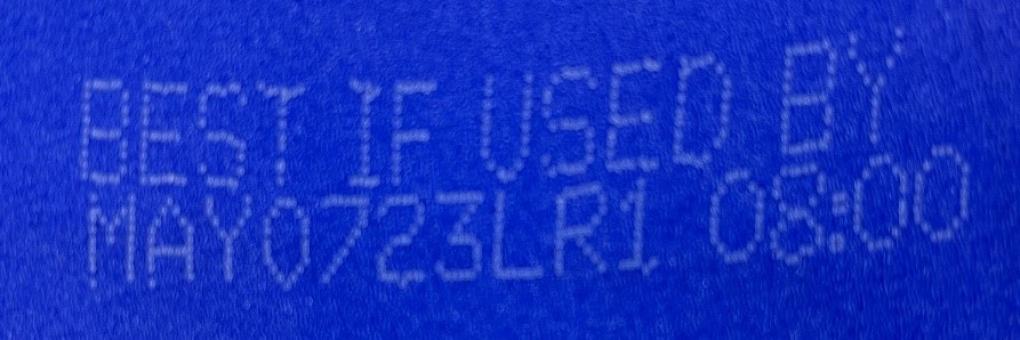 BEST IF USED BY
MAY0723LR1 08:00